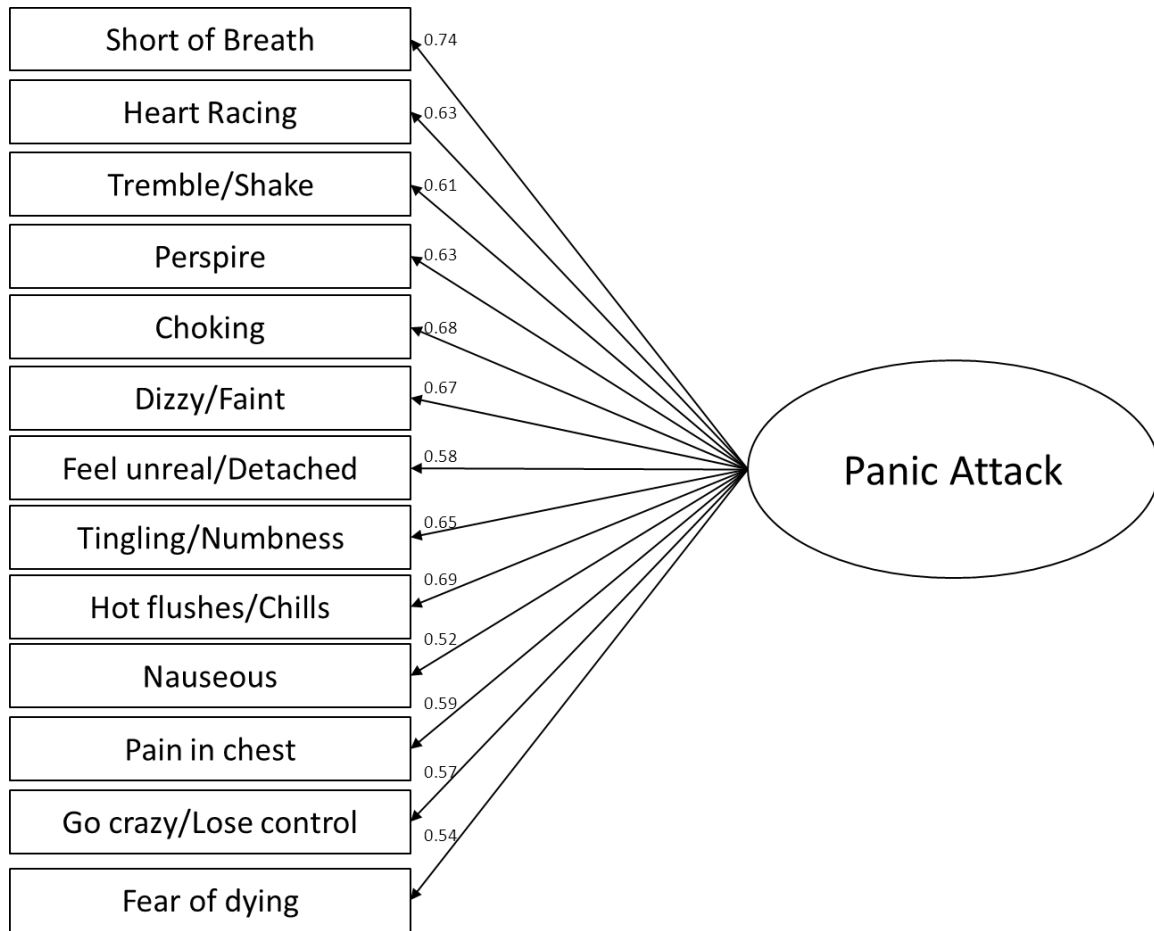 Short of Breath
0.74
Heart Racing
0.63
Tremble/Shake
0.61
Perspire
0.63
Choking
0.68
Dizzy/Faint
0.67
Feel unreal/Detached
0.58
Tingling/Numbness
0.65
Hot flushes/Chills
0.69
Nauseous
0.52
Pain in chest
0.59
Go crazy/Lose control
0.57
Fear of dying
0.54
Panic Attack